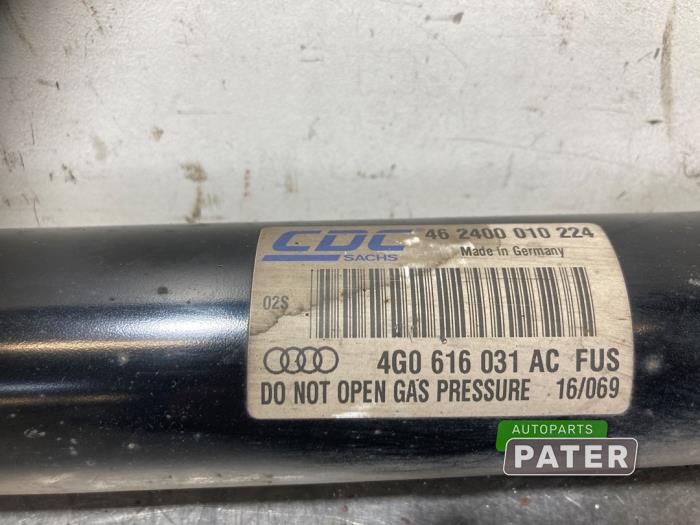 CDC
SACHS
46 2400 010 224
Made in Germany
02S
4G0 616 031 AC FUS
DO NOT OPEN GAS PRESSURE 16/069
AUTOPARTS
PATER